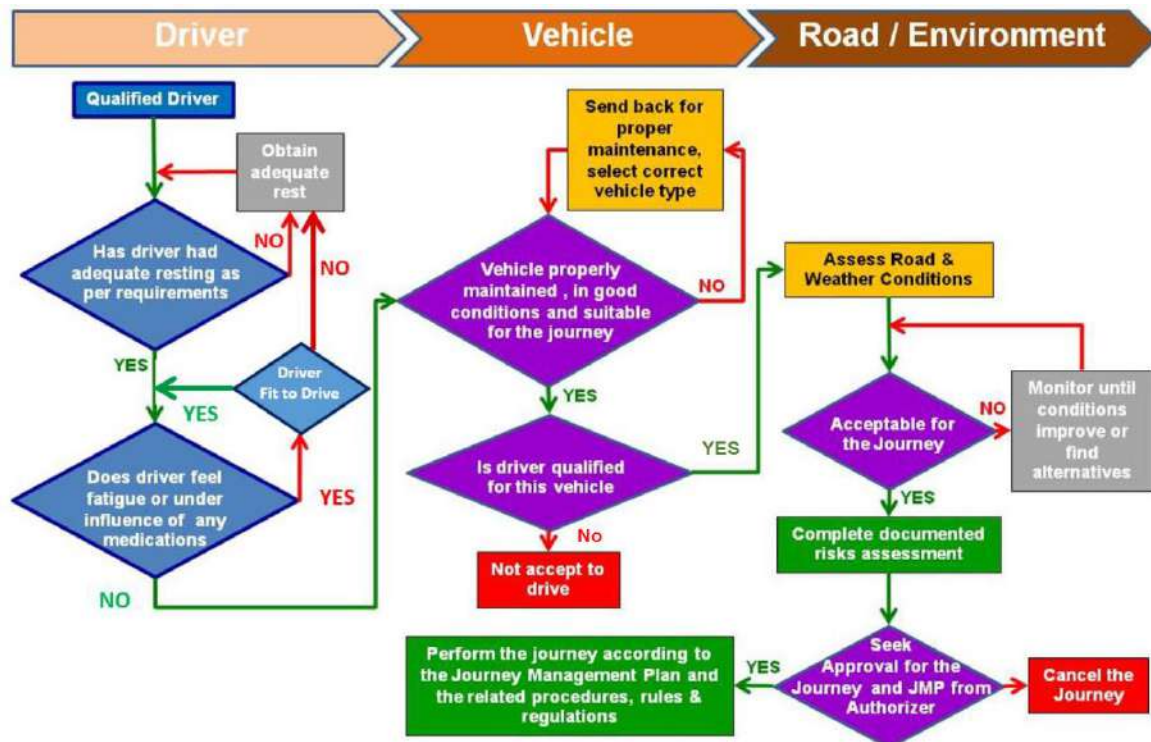 Driver
Vehicle
Road / Environment
Qualified Driver
Obtain
adequate
rest
NO
NO
Has driver had
adequate resting as
per requirements
YES
YES
Driver
Fit to Drive
Does driver feel
fatigue or under
influence of any
medications
YES
NO
Send back for
proper
maintenance,
select correct
vehicle type
Vehicle properly
maintained , in good
conditions and suitable
for the journey
NO
YES
Is driver qualified
for this vehicle
YES
No
Not accept to
drive
Assess Road &
Weather Conditions
Acceptable for
the Journey
NO
Monitor until
conditions
improve or
find
alternatives
YES
Complete documented
risks assessment
Seek
Approval for the
Journey and JMP from
Authorizer
YES
Perform the journey according to
the Journey Management Plan and
the related procedures, rules &
regulations
Cancel the
Journey